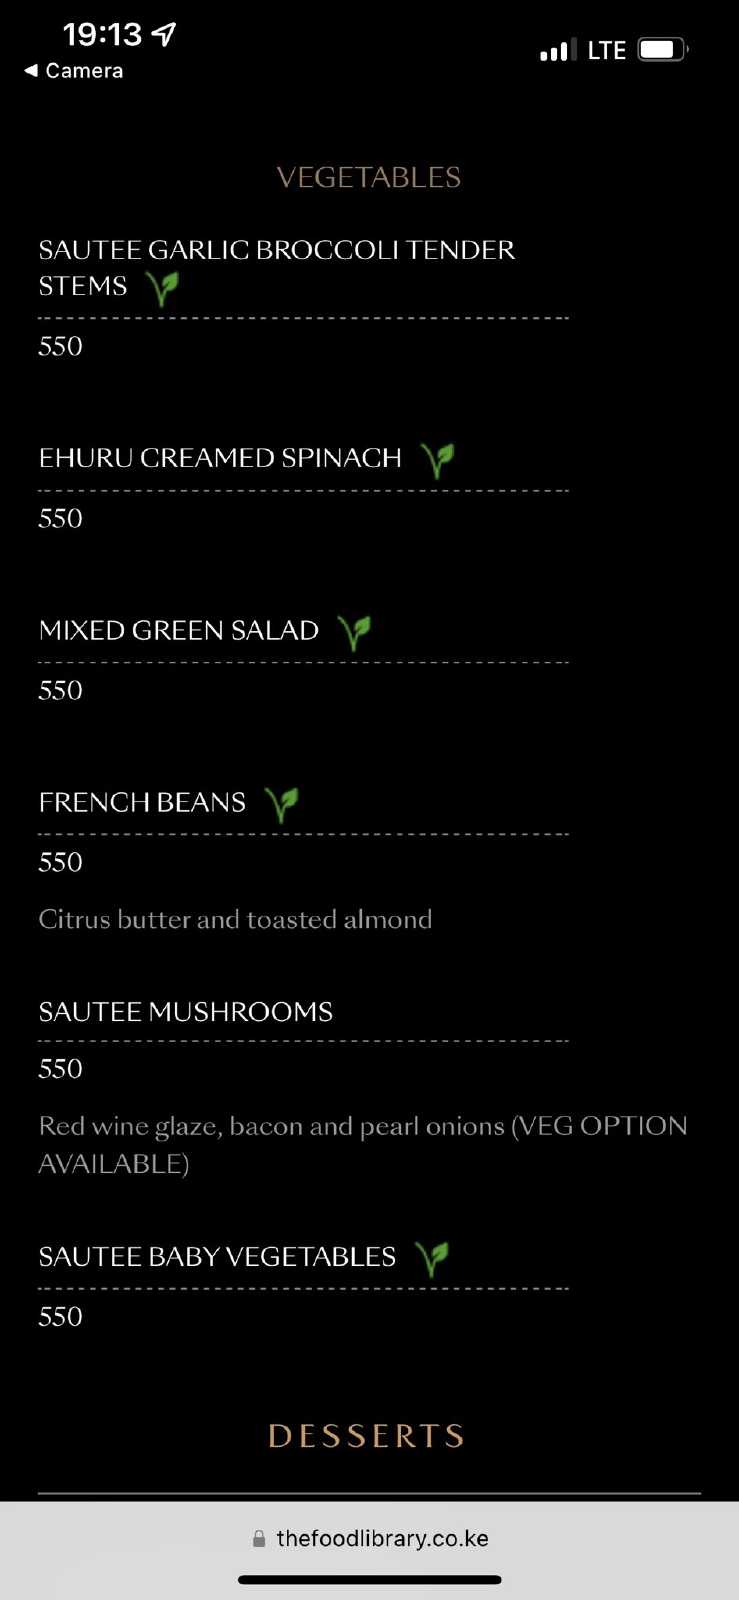 19:13
LTE
◀ Camera
VEGETABLES
SAUTEE GARLIC BROCCOLI TENDER
STEMS
550
EHURU CREAMED SPINACH
550
MIXED GREEN SALAD
550
FRENCH BEANS
550
Citrus butter and toasted almond
SAUTEE MUSHROOMS
550
Red wine glaze, bacon and pearl onions (VEG OPTION
AVAILABLE)
SAUTEE BABY VEGETABLES
550
DESSERTS
thefoodlibrary.co.ke